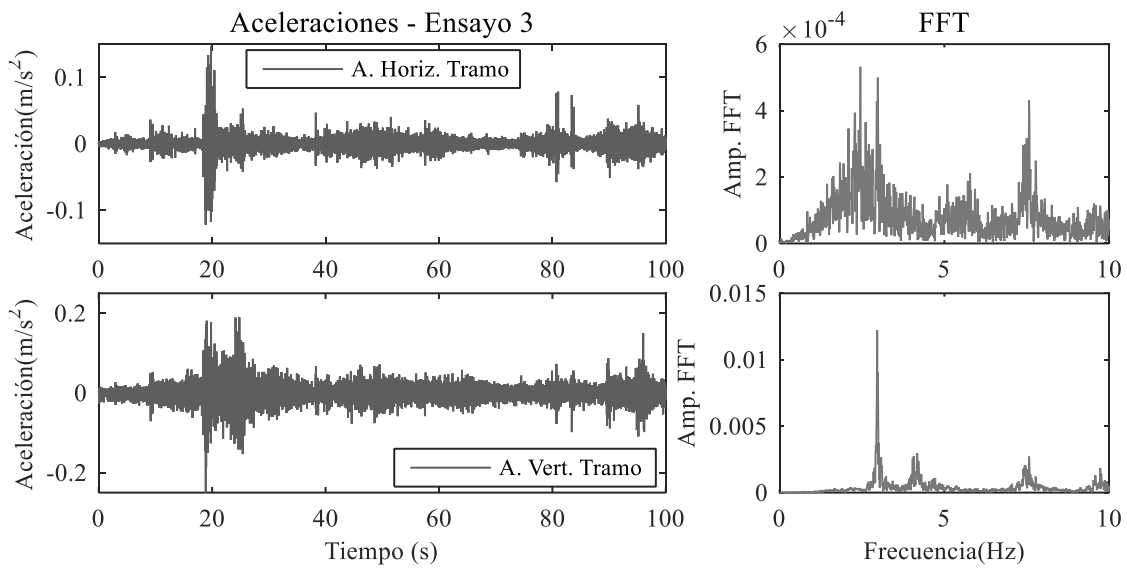 Aceleraciones - Ensayo 3
A. Horiz. Tramo
Aceleración(m/s²)
0.1
0
-0.1
0 20 40 60 80 100
FFT
×10⁻⁴
Amp. FFT
6
4
2
0
0 5 10
A. Vert. Tramo
Aceleración(m/s²)
0.2
0
-0.2
0 20 40 60 80 100
Tiempo (s)
Amp. FFT
0.015
0.01
0.005
0
0 5 10
Frecuencia(Hz)